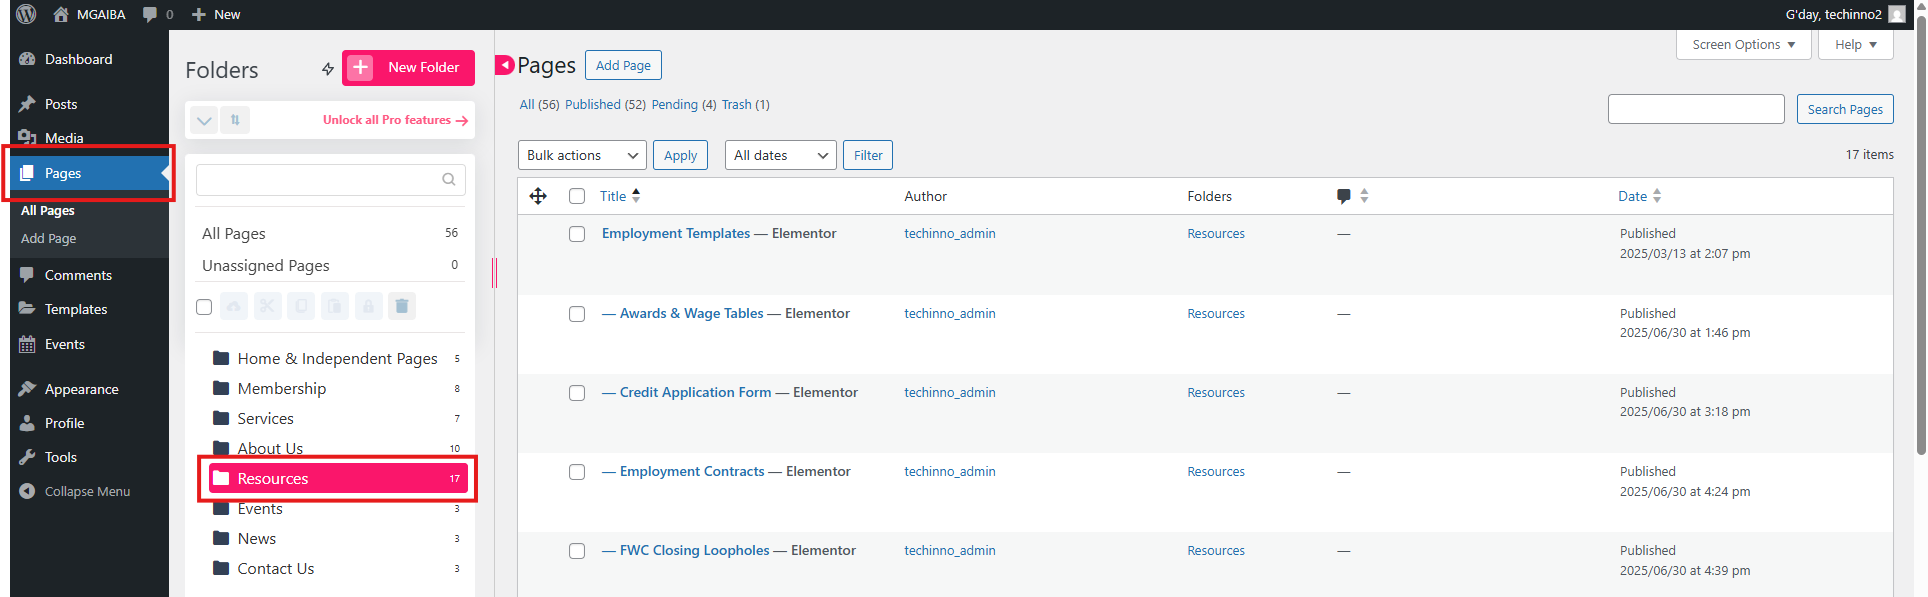 MGAIBA 0 New G'day, techinno2
Screen Options Help
Dashboard
Posts
Media
Pages
All Pages
Add Page
Comments
Templates
Events
Appearance
Profile
Tools
Collapse Menu
Folders New Folder
Unlock all Pro features →
All Pages 56
Unassigned Pages 0
Home & Independent Pages 5
Membership 8
Services 7
About Us 10
Resources 17
Events 3
News 3
Contact Us 3
Pages Add Page
All (56) Published (52) Pending (4) Trash (1)
Search Pages
Bulk actions Apply All dates Filter 17 items
Title Author Folders Date
Employment Templates — Elementor techinno_admin Resources — Published
2025/03/13 at 2:07 pm
— Awards & Wage Tables — Elementor techinno_admin Resources — Published
2025/06/30 at 1:46 pm
— Credit Application Form — Elementor techinno_admin Resources — Published
2025/06/30 at 3:18 pm
— Employment Contracts — Elementor techinno_admin Resources — Published
2025/06/30 at 4:24 pm
— FWC Closing Loopholes — Elementor techinno_admin Resources — Published
2025/06/30 at 4:39 pm